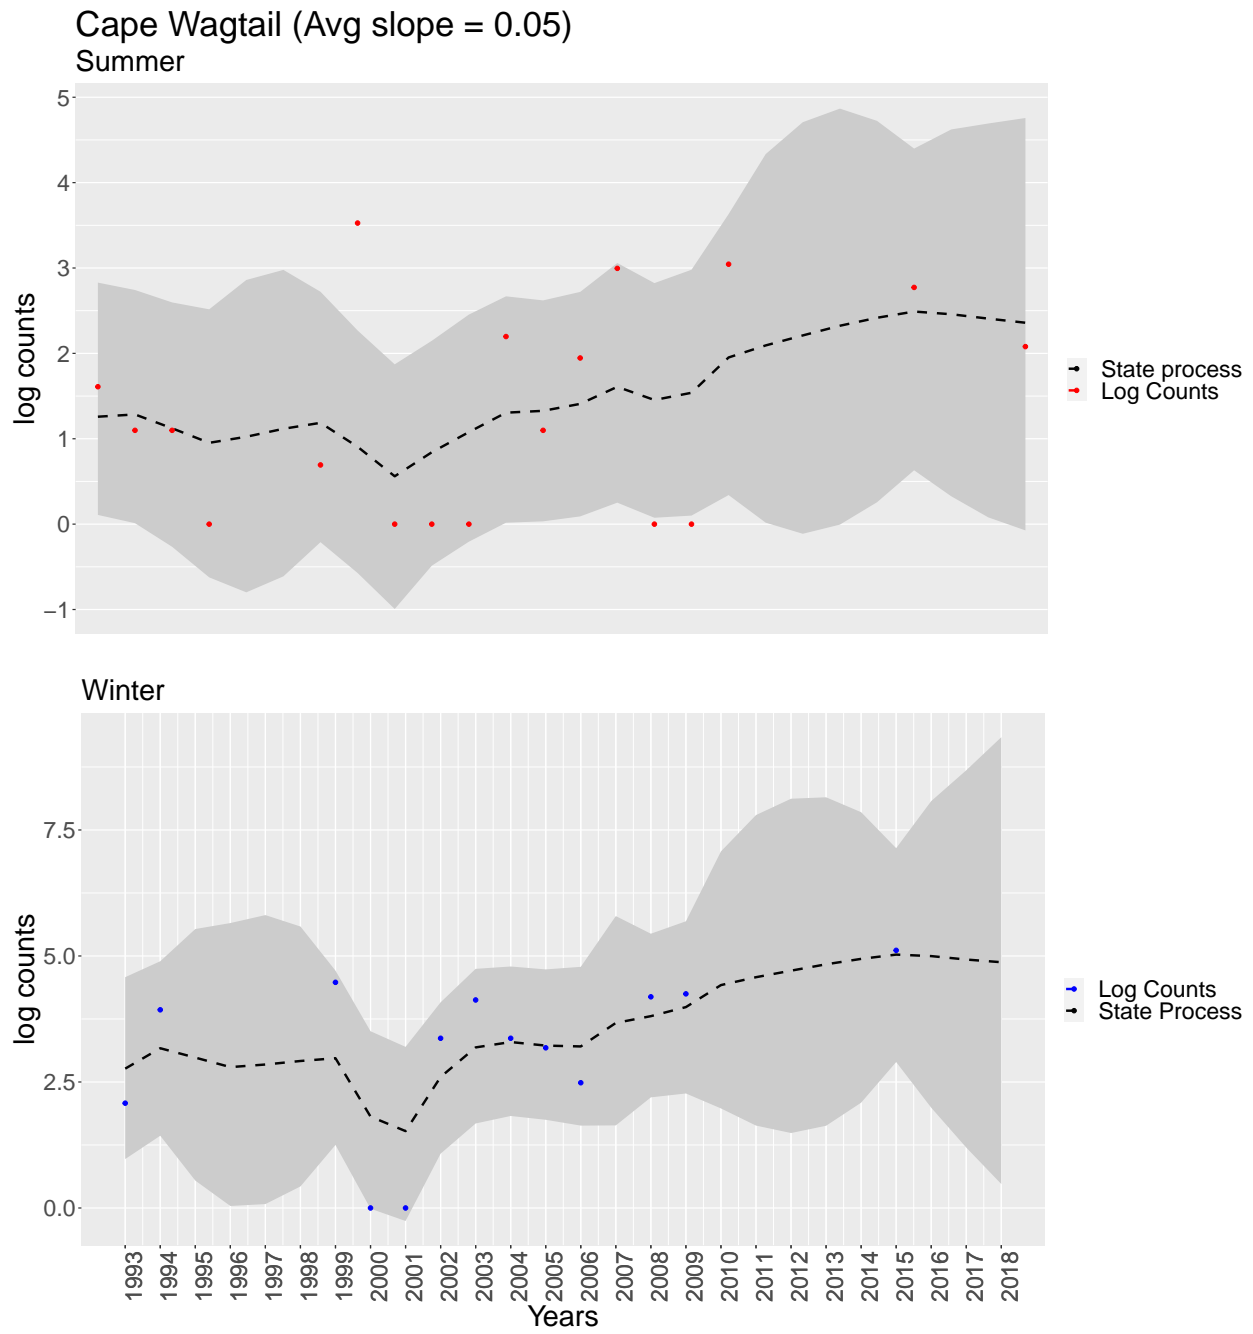 Cape Wagtail (Avg slope = 0.05)
Summer
5
4
3
2
1
0
−1
log counts
State process
Log Counts
Winter
7.5
5.0
2.5
0.0
log counts
Log Counts
State Process
1993 1994 1995 1996 1997 1998 1999 2000 2001 2002 2003 2004 2005 2006 2007 2008 2009 2010 2011 2012 2013 2014 2015 2016 2017 2018
Years